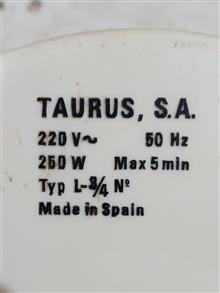 TAURUS, S.A.
220 V~ 50 Hz
250 W Max 5 min
Typ L-3/4 Nº
Made in Spain